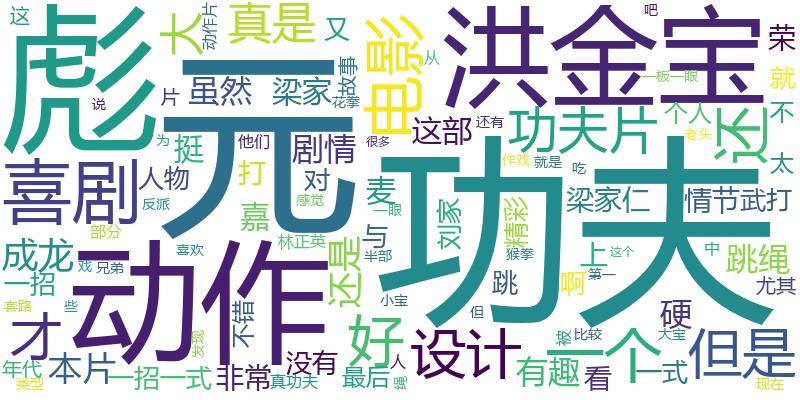 这
彪
大
动作片
真是
又
电影
洪金宝
吧
荣
片
虽然
元
梁家
故事
花拳
从
一板一眼
就
说
为
挺
他们
剧情
很多
这部
还有
功夫片
个人
老头
还
不
喜剧
人物
打
对
麦
作戏
就是
吃
太
反派
感觉
一眼
刘家
精彩
梁家仁
情节
武打
部分
嘉
林正英
与
半部
猴拳
上
这个
中
跳绳
成龙
戏
兄弟
喜欢
动作
还是
功夫
跳
啊
第一
尤其
一招
套路
些
小宝
但
硬
才
发现
不错
好
设计
被
比较
大宝
一个
但是
年代
类型
本片
一招一式
非常
没有
真功夫
最后
人
绳
有趣
看
一式
现在